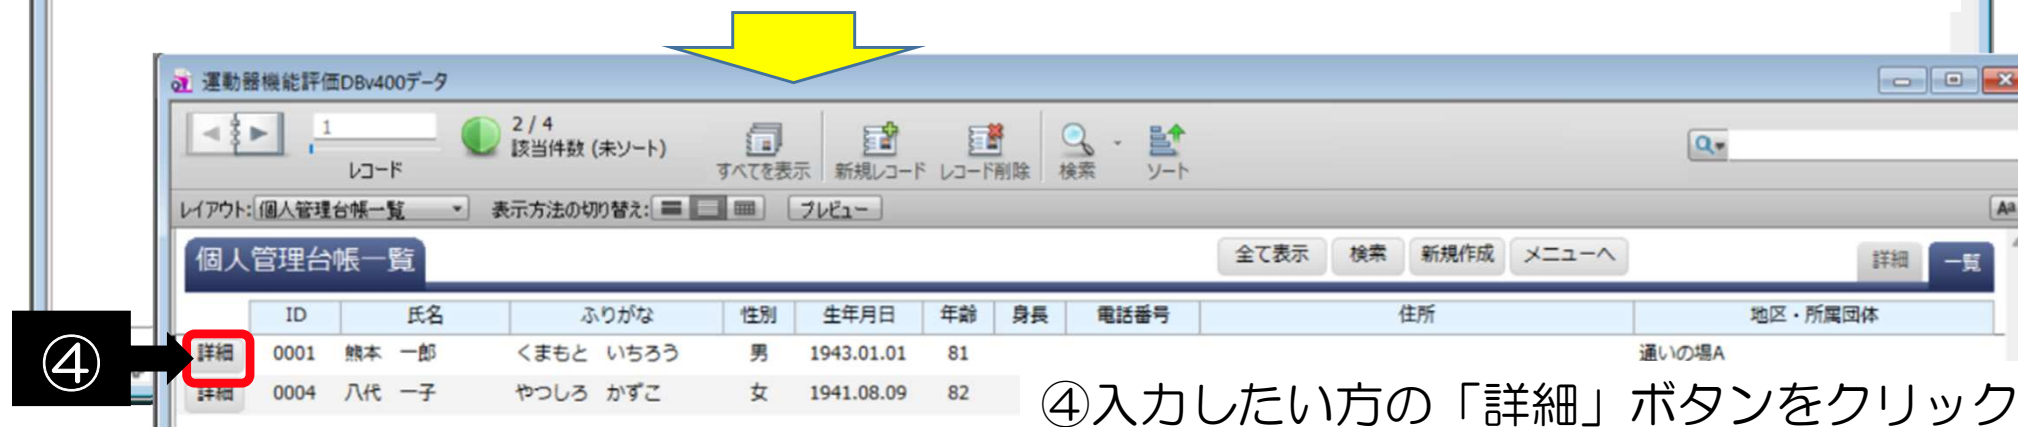 運動器機能評価DBv400データ
1
レコード
2 / 4
該当件数 (未ソート)
すべてを表示
新規レコード
レコード削除
検索
ソート
レイアウト: 個人管理台帳一覧
表示方法の切り替え:
プレビュー
Aa
個人管理台帳一覧
全て表示 検索 新規作成 メニューへ
詳細 一覧
ID 氏名 ふりがな 性別 生年月日 年齢 身長 電話番号 住所 地区・所属団体
④
詳細 0001 熊本 一郎 くまもと いちろう 男 1943.01.01 81 通いの場A
詳細 0004 八代 一子 やつしろ かずこ 女 1941.08.09 82
④入力したい方の「詳細」ボタンをクリック